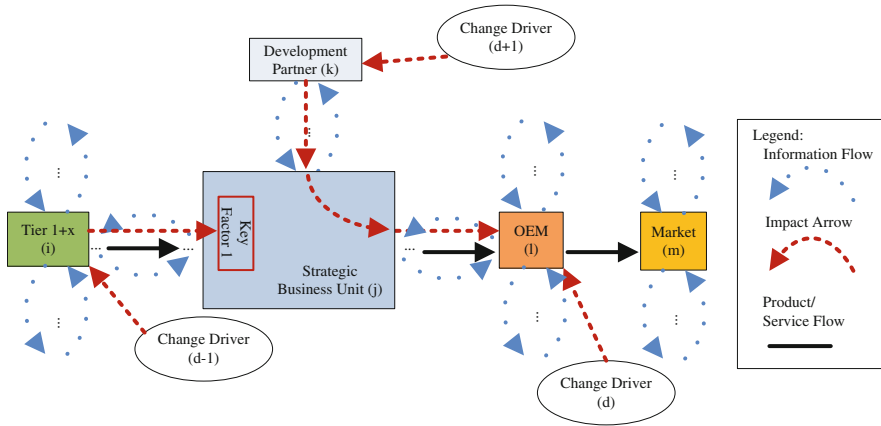 Change Driver
(d+1)
Development
Partner (k)
...
Legend:
Information Flow
...
...
...
Key
Factor 1
Tier 1+x
(i)
...
...
Strategic
Business Unit (j)
...
...
OEM
(l)
Market
(m)
Impact Arrow
...
...
...
Product/
Service Flow
Change Driver
(d-1)
Change Driver
(d)